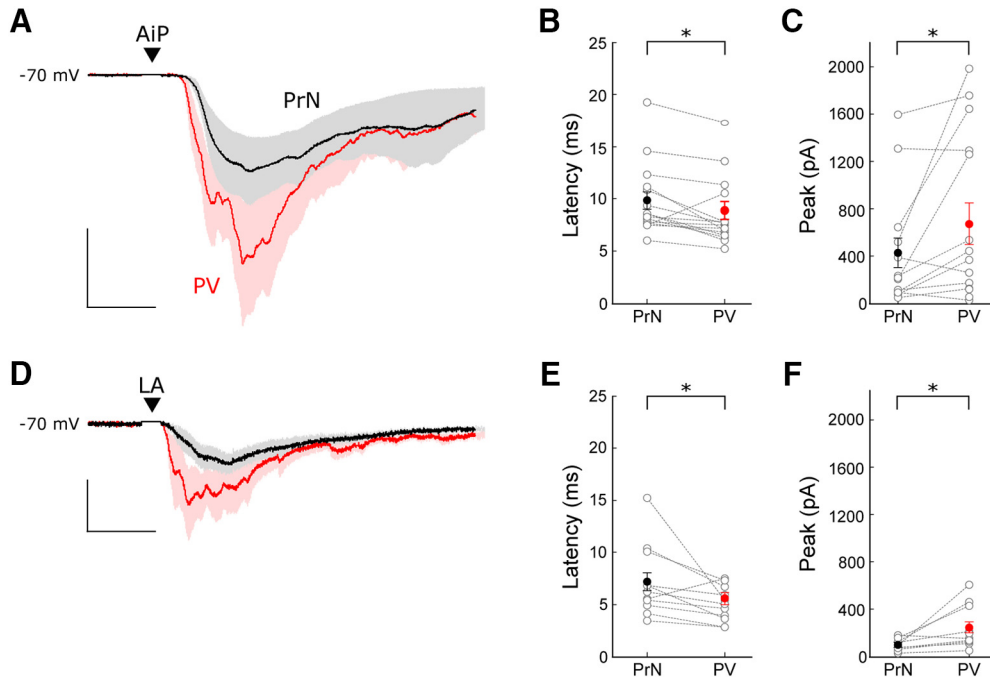 A
AiP
-70 mV
PrN
PV
B
*
Latency (ms)
25
20
15
10
5
0
PrN
PV
C
*
Peak (pA)
2000
1600
1200
800
400
0
PrN
PV
D
LA
-70 mV
E
*
Latency (ms)
25
20
15
10
5
0
PrN
PV
F
*
Peak (pA)
2000
1600
1200
2000
400
0
PrN
PV